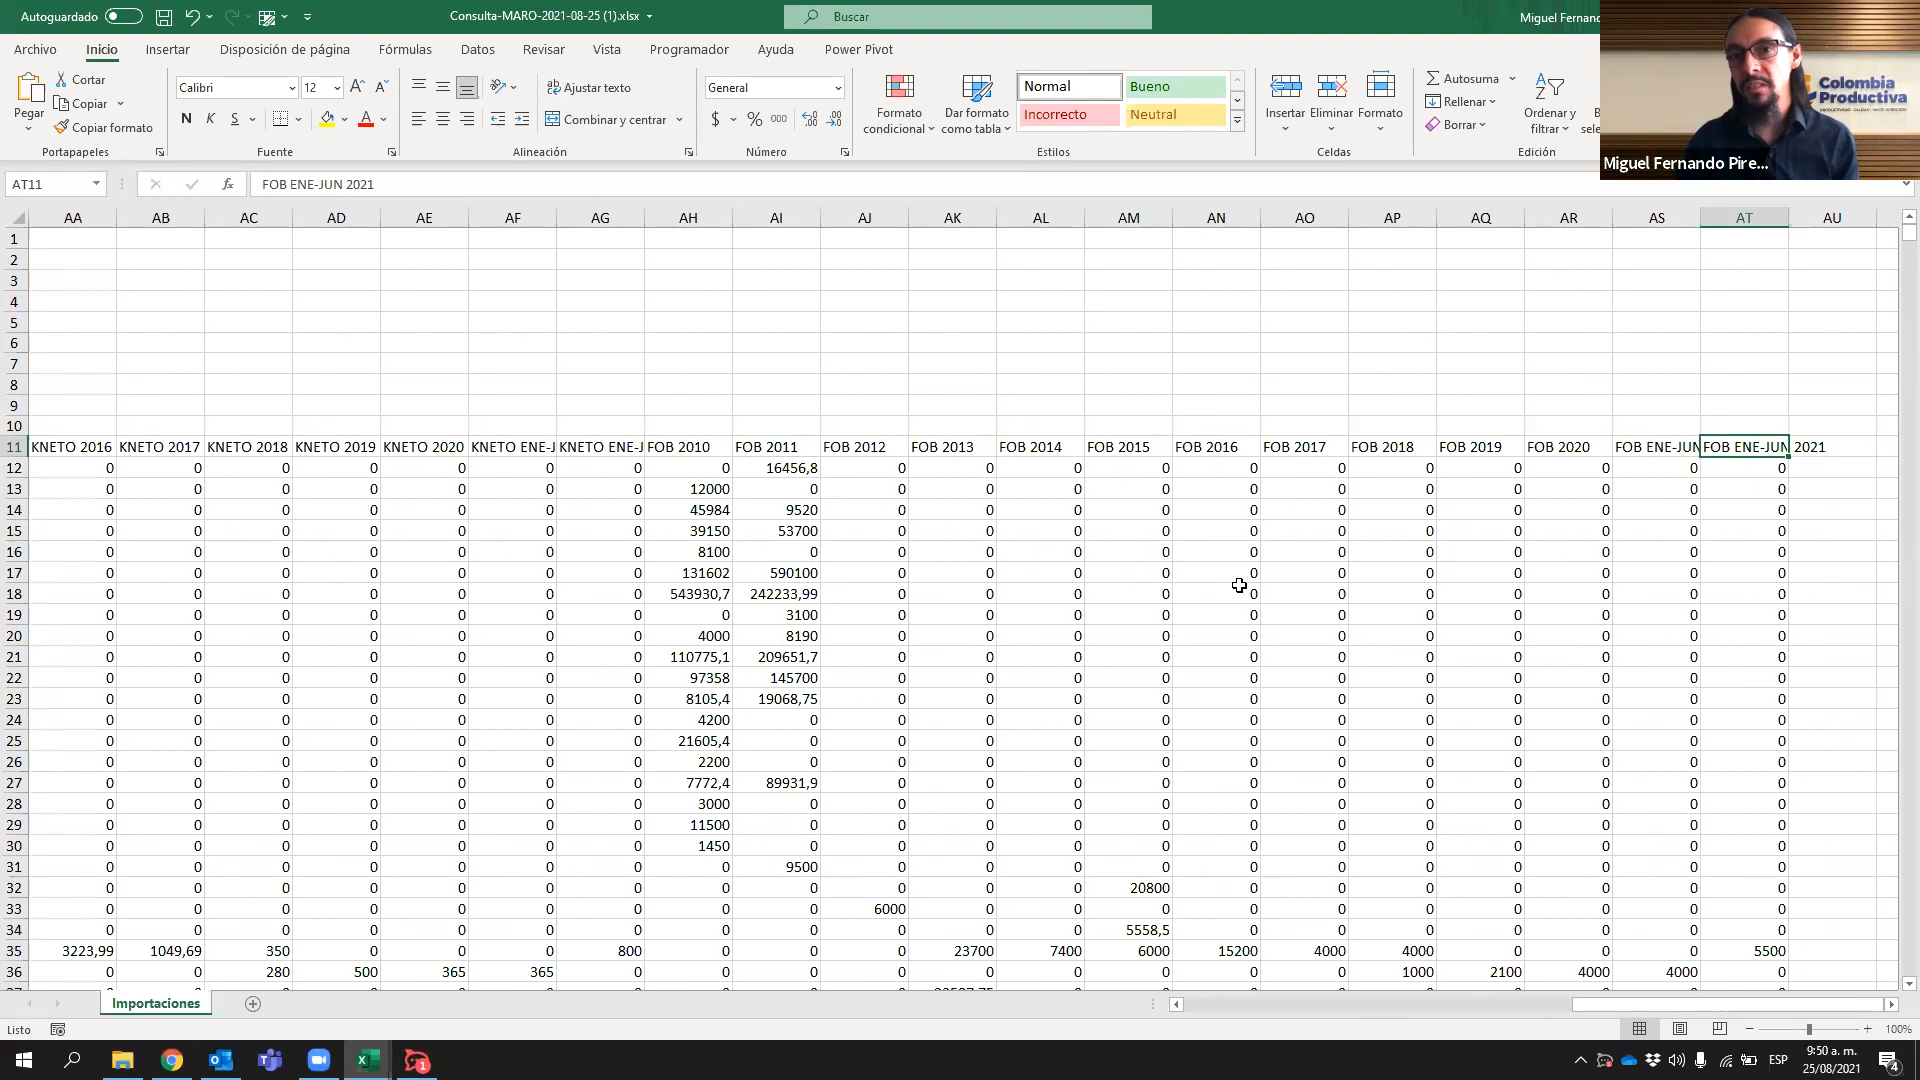 Autoguardado
Consulta-MARO-2021-08-25 (1).xlsx
Buscar
Miguel Fernand
Archivo Inicio Insertar Disposición de página Fórmulas Datos Revisar Vista Programador Ayuda Power Pivot
Pegar
Cortar
Copiar
Copiar formato
Portapapeles
Calibri 12
N K S
Fuente
Ajustar texto
Combinar y centrar
Alineación
General
$ % 000
Número
Formato condicional
Dar formato como tabla
Normal Bueno
Incorrecto Neutral
Estilos
Insertar Eliminar Formato
Celdas
Autosuma
Rellenar
Borrar
Ordenar y filtrar
Edición
Colombia
Productiva
Miguel Fernando Pire...
AT11 fx FOB ENE-JUN 2021
AA AB AC AD AE AF AG AH AI AJ AK AL AM AN AO AP AQ AR AS AT AU
1
2
3
4
5
6
7
8
9
10
11 KNETO 2016 KNETO 2017 KNETO 2018 KNETO 2019 KNETO 2020 KNETO ENE-J KNETO ENE-J FOB 2010 FOB 2011 FOB 2012 FOB 2013 FOB 2014 FOB 2015 FOB 2016 FOB 2017 FOB 2018 FOB 2019 FOB 2020 FOB ENE-JUN FOB ENE-JUN 2021
12 0 0 0 0 0 0 0 0 16456,8 0 0 0 0 0 0 0 0 0 0 0
13 0 0 0 0 0 0 0 12000 0 0 0 0 0 0 0 0 0 0 0 0
14 0 0 0 0 0 0 0 45984 9520 0 0 0 0 0 0 0 0 0 0 0
15 0 0 0 0 0 0 0 39150 53700 0 0 0 0 0 0 0 0 0 0 0
16 0 0 0 0 0 0 0 8100 0 0 0 0 0 0 0 0 0 0 0 0
17 0 0 0 0 0 0 0 131602 590100 0 0 0 0 0 0 0 0 0 0 0
18 0 0 0 0 0 0 0 543930,7 242233,99 0 0 0 0 0 0 0 0 0 0 0
19 0 0 0 0 0 0 0 0 3100 0 0 0 0 0 0 0 0 0 0 0
20 0 0 0 0 0 0 0 4000 8190 0 0 0 0 0 0 0 0 0 0 0
21 0 0 0 0 0 0 0 110775,1 209651,7 0 0 0 0 0 0 0 0 0 0 0
22 0 0 0 0 0 0 0 97358 145700 0 0 0 0 0 0 0 0 0 0 0
23 0 0 0 0 0 0 0 8105,4 19068,75 0 0 0 0 0 0 0 0 0 0 0
24 0 0 0 0 0 0 0 4200 0 0 0 0 0 0 0 0 0 0 0 0
25 0 0 0 0 0 0 0 21605,4 0 0 0 0 0 0 0 0 0 0 0 0
26 0 0 0 0 0 0 0 2200 0 0 0 0 0 0 0 0 0 0 0 0
27 0 0 0 0 0 0 0 7772,4 89931,9 0 0 0 0 0 0 0 0 0 0 0
28 0 0 0 0 0 0 0 3000 0 0 0 0 0 0 0 0 0 0 0 0
29 0 0 0 0 0 0 0 11500 0 0 0 0 0 0 0 0 0 0 0 0
30 0 0 0 0 0 0 0 1450 0 0 0 0 0 0 0 0 0 0 0 0
31 0 0 0 0 0 0 0 0 9500 0 0 0 0 0 0 0 0 0 0 0
32 0 0 0 0 0 0 0 0 0 0 0 0 20800 0 0 0 0 0 0 0
33 0 0 0 0 0 0 0 0 0 6000 0 0 0 0 0 0 0 0 0 0
34 0 0 0 0 0 0 0 0 0 0 0 0 5558,5 0 0 0 0 0 0 0
35 3223,99 1049,69 350 0 0 0 800 0 0 0 23700 7400 6000 15200 4000 4000 0 0 0 5500
36 0 0 280 500 365 365 0 0 0 0 0 0 0 0 0 1000 2100 4000 4000 0
Importaciones
Listo
100%
ESP
9:50 a. m.
25/08/2021
4
1